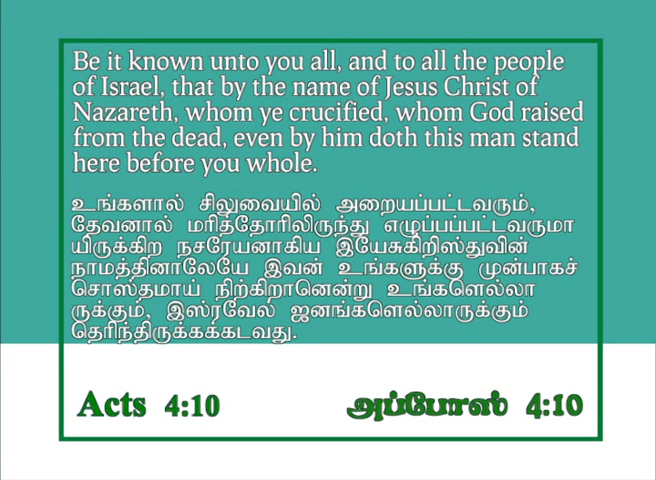 Be it known unto you all, and to all the people
of Israel, that by the name of Jesus Christ of
Nazareth, whom ye crucified, whom God raised
from the dead, even by him doth this man stand
here before you whole.
உங்களால் சிலுவையில் அறையப்பட்டவரும்,
தேவனால் மரித்தோரிலிருந்து எழுப்பப்பட்டவருமா
யிருக்கிற நசரேயனாகிய இயேசுகிறிஸ்துவின்
நாமத்தினாலேயே இவன் உங்களுக்கு முன்பாகச்
சொஸ்தமாய் நிற்கிறானென்று உங்களெல்லா
ருக்கும், இஸ்ரவேல் ஜனங்களெல்லாருக்கும்
தெரிந்திருக்கக்கடவது.
Acts 4:10 அப்போஸ் 4:10